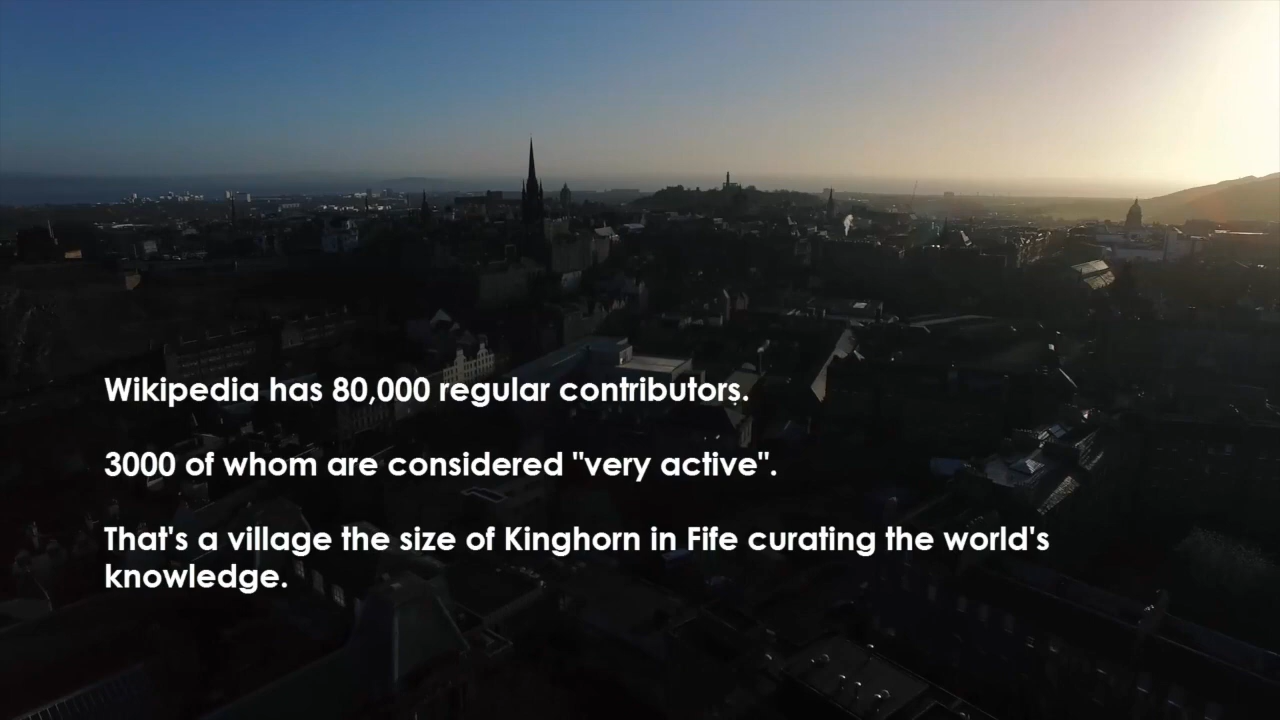 Wikipedia has 80,000 regular contributors.
3000 of whom are considered "very active".
That's a village the size of Kinghorn in Fife curating the world's
knowledge.